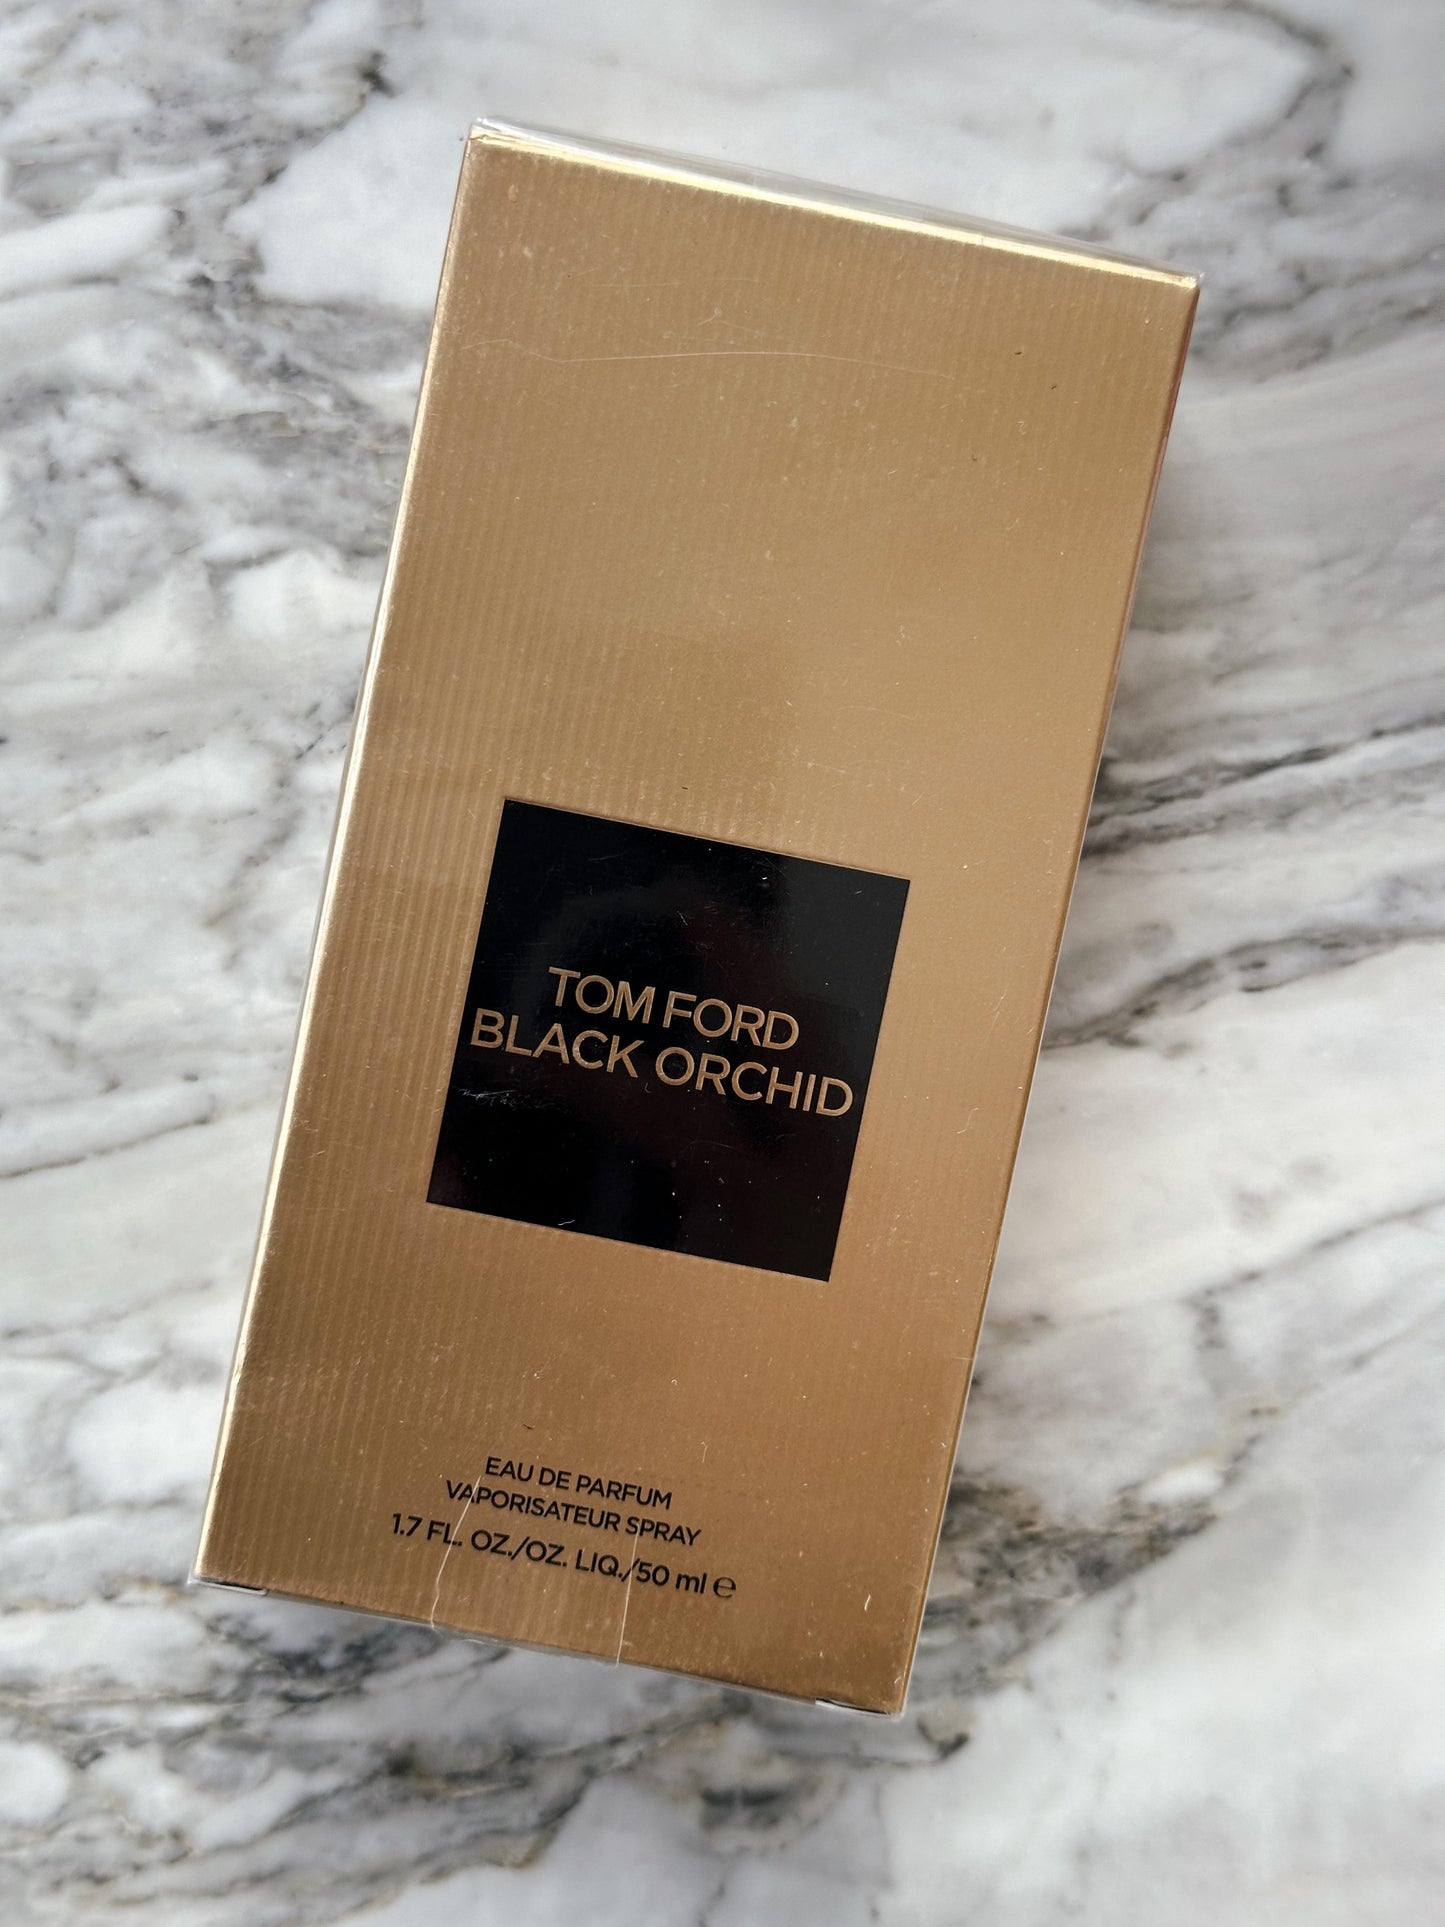 TOM FORD
BLACK ORCHID
EAU DE PARFUM
VAPORISATEUR SPRAY
1.7 FL. OZ./OZ. LIQ./50 ml ℮